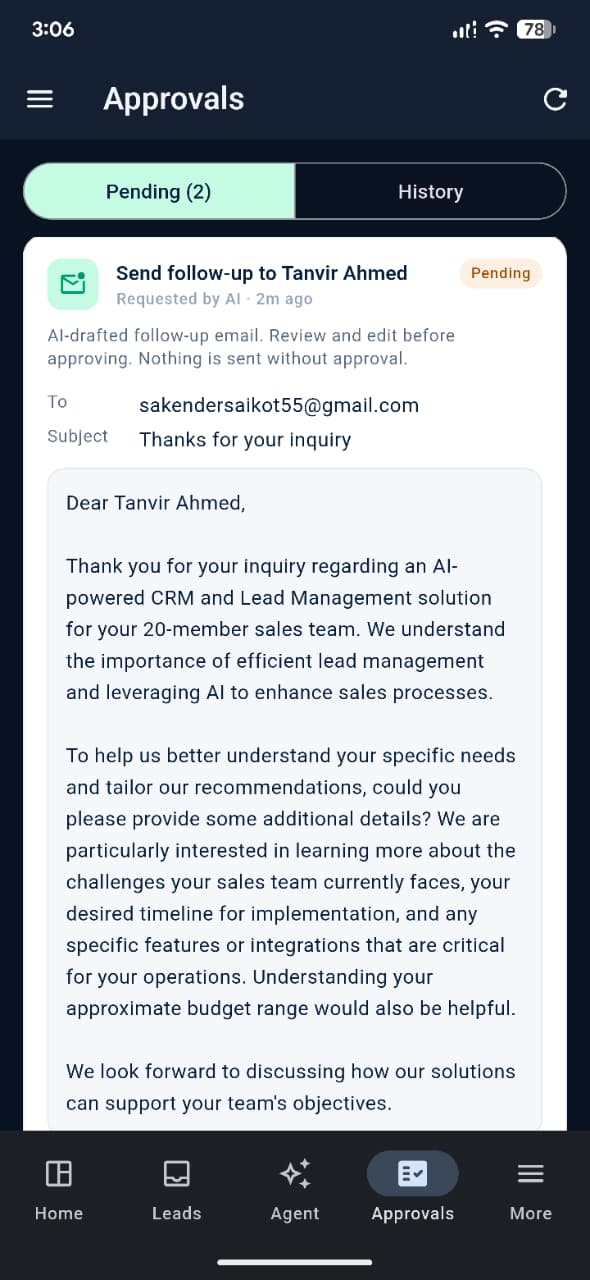 3:06
78
Approvals
Pending (2)
History
Send follow-up to Tanvir Ahmed
Pending
Requested by AI · 2m ago
AI-drafted follow-up email. Review and edit before
approving. Nothing is sent without approval.
To
sakendersaikot55@gmail.com
Subject
Thanks for your inquiry
Dear Tanvir Ahmed,
Thank you for your inquiry regarding an AI-
powered CRM and Lead Management solution
for your 20-member sales team. We understand
the importance of efficient lead management
and leveraging AI to enhance sales processes.
To help us better understand your specific needs
and tailor our recommendations, could you
please provide some additional details? We are
particularly interested in learning more about the
challenges your sales team currently faces, your
desired timeline for implementation, and any
specific features or integrations that are critical
for your operations. Understanding your
approximate budget range would also be helpful.
We look forward to discussing how our solutions
can support your team's objectives.
Home
Leads
Agent
Approvals
More